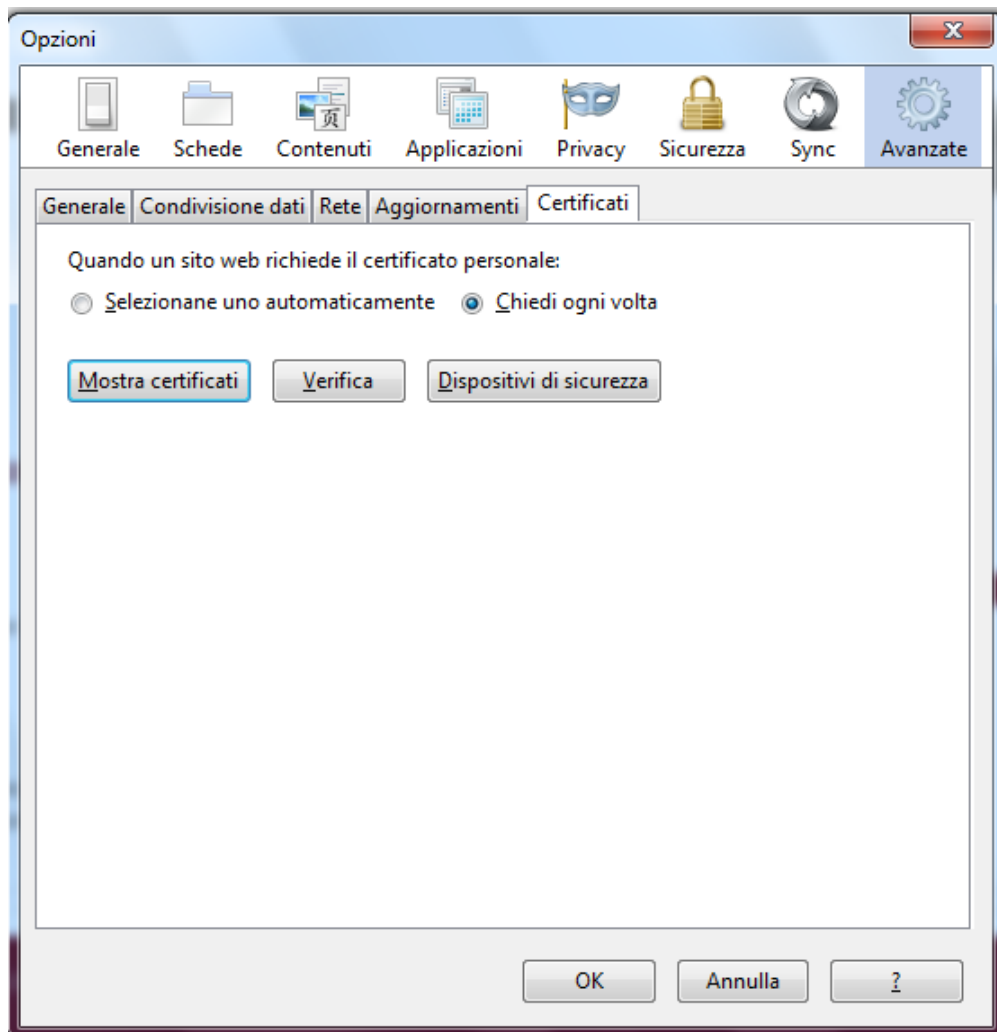 Opzioni
x
页
Generale Schede Contenuti Applicazioni Privacy Sicurezza Sync Avanzate
Generale Condivisione dati Rete Aggiornamenti Certificati
Quando un sito web richiede il certificato personale:
Selezionane uno automaticamente Chiedi ogni volta
Mostra certificati Verifica Dispositivi di sicurezza
OK Annulla ?